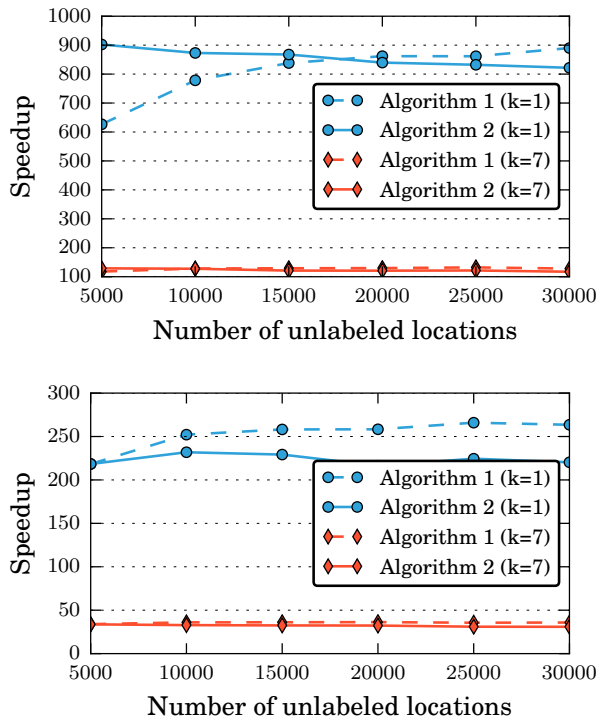 1000
900
800
700
600
500
400
300
200
100
Speedup
Algorithm 1 (k=1)
Algorithm 2 (k=1)
Algorithm 1 (k=7)
Algorithm 2 (k=7)
5000 10000 15000 20000 25000 30000
Number of unlabeled locations
300
250
200
150
100
50
0
Speedup
Algorithm 1 (k=1)
Algorithm 2 (k=1)
Algorithm 1 (k=7)
Algorithm 2 (k=7)
5000 10000 15000 20000 25000 30000
Number of unlabeled locations